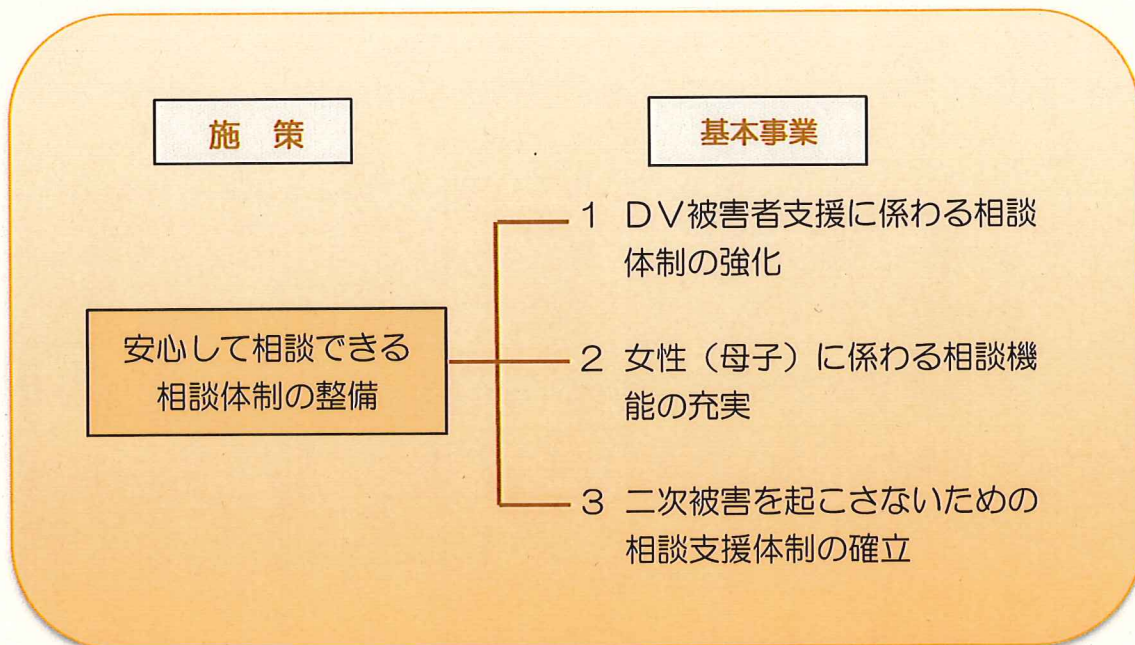 施　策
基本事業
安心して相談できる
相談体制の整備
1 ＤＶ被害者支援に係わる相談
体制の強化
2 女性（母子）に係わる相談機
能の充実
3 二次被害を起こさないための
相談支援体制の確立